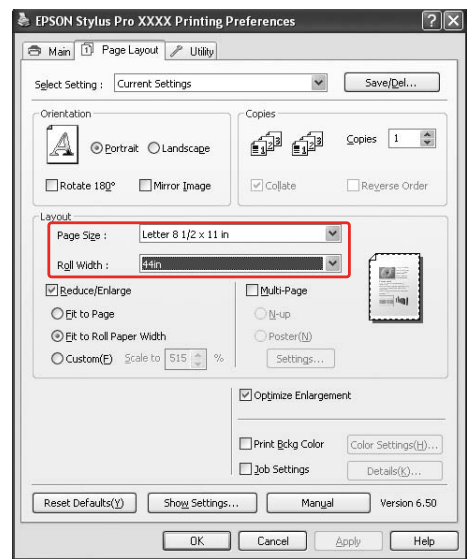 EPSON Stylus Pro XXXX Printing Preferences
Main Page Layout Utility
Select Setting : Current Settings Save/Del...
Orientation
Portrait Landscape
Rotate 180° Mirror Image
Copies
Copies 1
Collate Reverse Order
Layout
Page Size : Letter 8 1/2 x 11 in
Roll Width : 44in
Reduce/Enlarge
Fit to Page
Fit to Roll Paper Width
Custom(F) Scale to 515 %
Multi-Page
N-up
Poster(N)
Settings...
Optimize Enlargement
Print Bckg Color Color Settings(H)...
Job Settings Details(K)...
Reset Defaults(Y) Show Settings... Manual Version 6.50
OK Cancel Apply Help